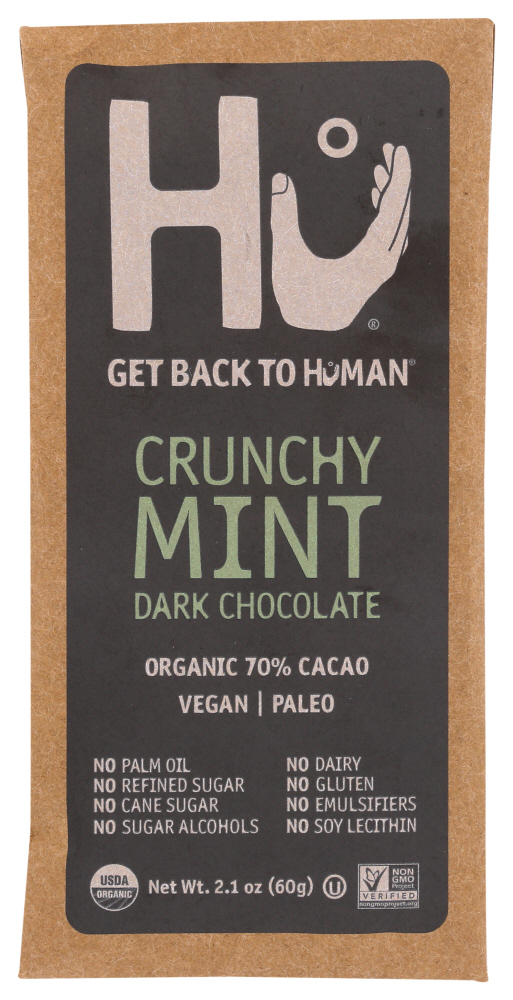 Hu
®
GET BACK TO HUMAN®
CRUNCHY
MINT
DARK CHOCOLATE
ORGANIC 70% CACAO
VEGAN | PALEO
NO PALM OIL
NO REFINED SUGAR
NO CANE SUGAR
NO SUGAR ALCOHOLS
NO DAIRY
NO GLUTEN
NO EMULSIFIERS
NO SOY LECITHIN
USDA
ORGANIC
Net Wt. 2.1 oz (60g)
U
NON
GMO
Project
VERIFIED
nongmoproject.org